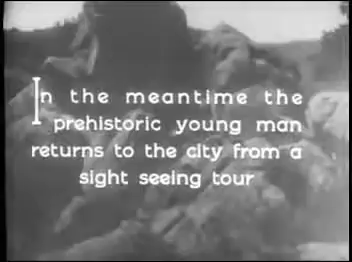 In the meantime the
prehistoric young man
returns to the city from a
sight seeing tour